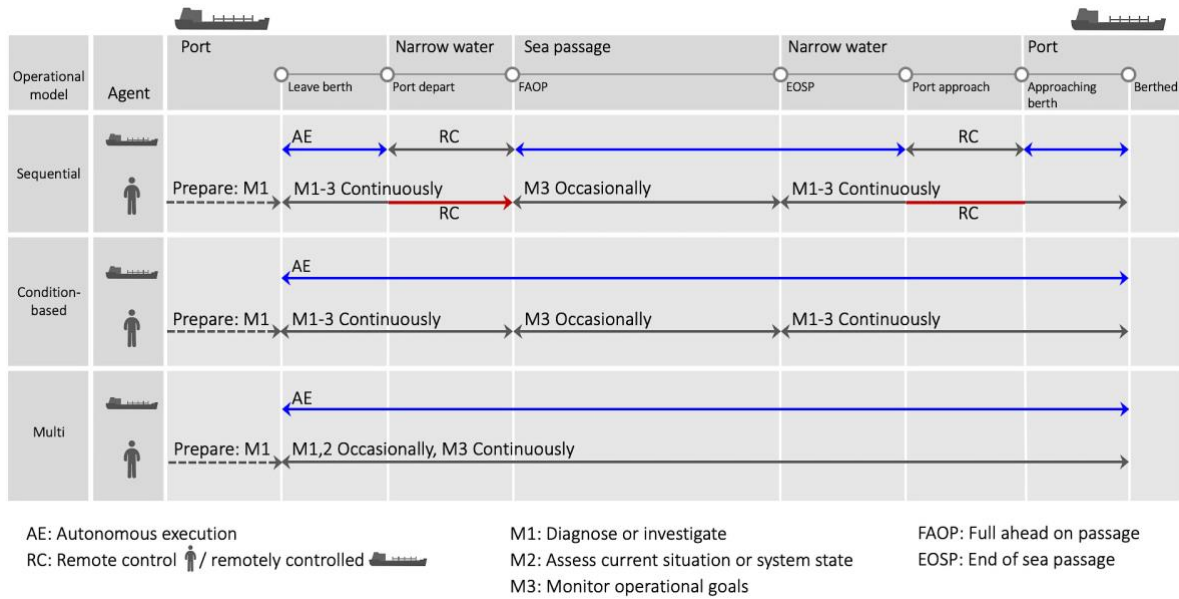 Port
Narrow water
Sea passage
Narrow water
Port
Operational
model
Agent
Leave berth
Port depart
FAOP
EOSP
Port approach
Approaching
berth
Berthed
Sequential
AE
RC
RC
Prepare: M1
M1-3 Continuously
M3 Occasionally
M1-3 Continuously
RC
RC
Condition-
based
AE
Prepare: M1
M1-3 Continuously
M3 Occasionally
M1-3 Continuously
Multi
AE
Prepare: M1
M1,2 Occasionally, M3 Continuously
AE: Autonomous execution
RC: Remote control / remotely controlled
M1: Diagnose or investigate
M2: Assess current situation or system state
M3: Monitor operational goals
FAOP: Full ahead on passage
EOSP: End of sea passage